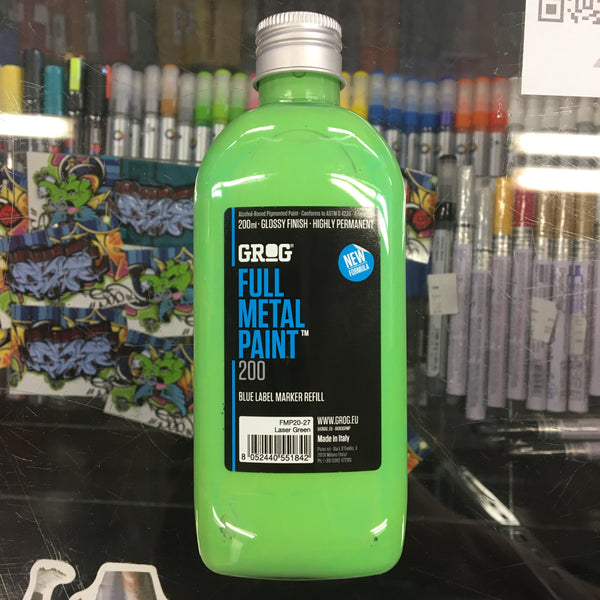 Alcohol-Based Pigmented Paint - Conforms to ASTM D-4236
200ml · GLOSSY FINISH · HIGHLY PERMANENT
GROG®
NEW
FORMULA
FULL
METAL
PAINT™
200
BLUE LABEL MARKER REFILL
FMP20-27
Laser Green
8 052440 551842
WWW.GROG.EU
Made in Italy